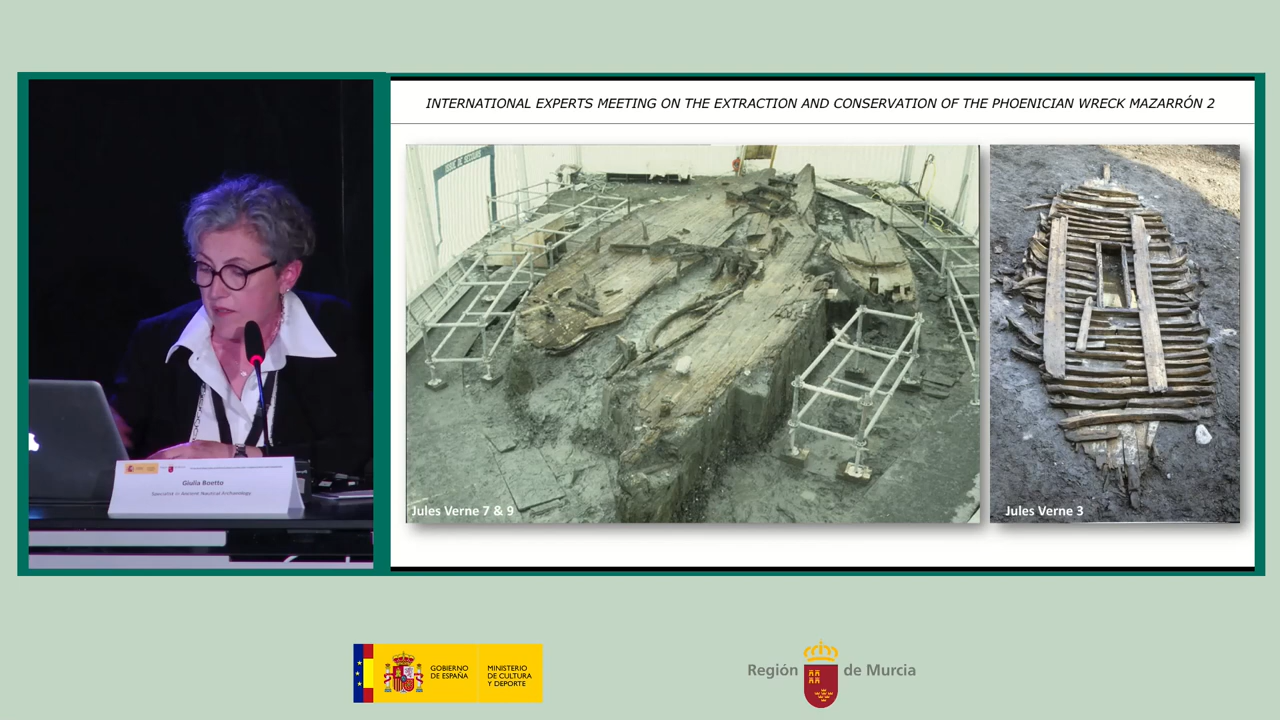 INTERNATIONAL EXPERTS MEETING ON THE EXTRACTION AND CONSERVATION OF THE PHOENICIAN WRECK MAZARRÓN 2
Jules Verne 7 & 9
Jules Verne 3
Giulia Boetto
Specialist in Ancient Nautical Archaeology
GOBIERNO
DE ESPAÑA
MINISTERIO
DE CULTURA
Y DEPORTE
Región de Murcia